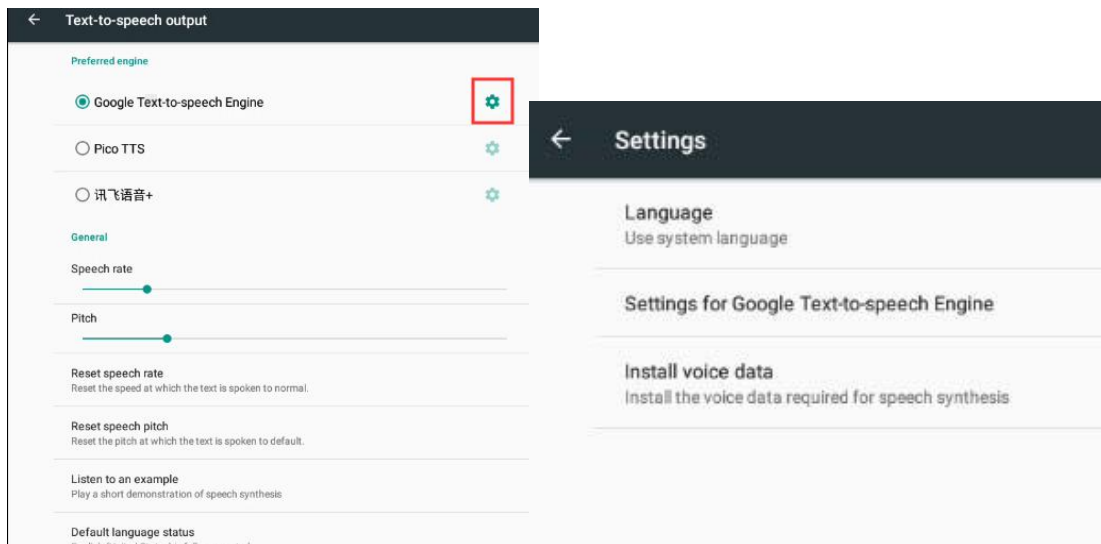 Text-to-speech output
Preferred engine
Google Text-to-speech Engine
Pico TTS
讯飞语音+
General
Speech rate
Pitch
Reset speech rate
Reset the speed at which the text is spoken to normal.
Reset speech pitch
Reset the pitch at which the text is spoken to default.
Listen to an example
Play a short demonstration of speech synthesis
Default language status
Settings
Language
Use system language
Settings for Google Text-to-speech Engine
Install voice data
Install the voice data required for speech synthesis